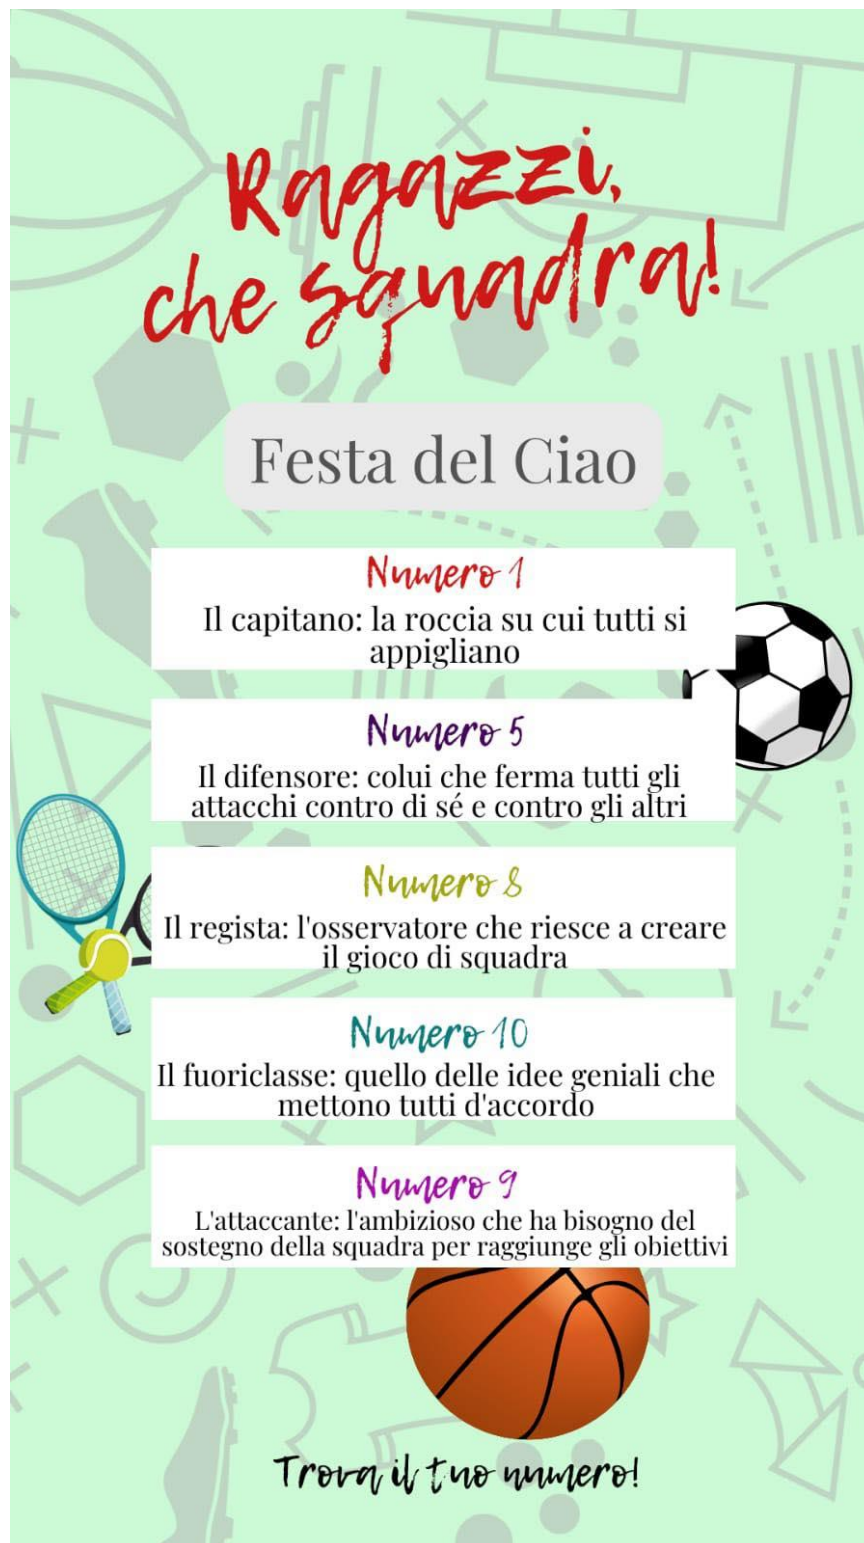 Ragazzi,
che squadra!
Festa del Ciao
Numero 1
Il capitano: la roccia su cui tutti si
appigliano
Numero 5
Il difensore: colui che ferma tutti gli
attacchi contro di sé e contro gli altri
Numero 8
Il regista: l'osservatore che riesce a creare
il gioco di squadra
Numero 10
Il fuoriclasse: quello delle idee geniali che
mettono tutti d'accordo
Numero 9
L'attaccante: l'ambizioso che ha bisogno del
sostegno della squadra per raggiunge gli obiettivi
Trova il tuo numero!